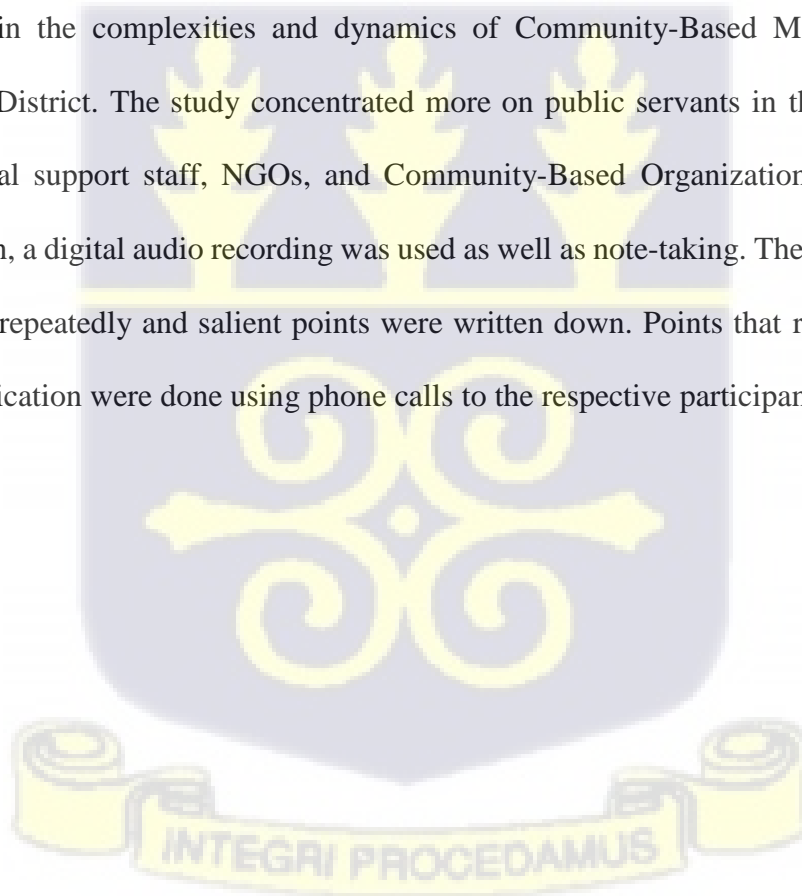 in the complexities and dynamics of Community-Based M
District. The study concentrated more on public servants in th
al support staff, NGOs, and Community-Based Organization
n, a digital audio recording was used as well as note-taking. The
repeatedly and salient points were written down. Points that r
ication were done using phone calls to the respective participan
INTEGRI PROCEDAMUS